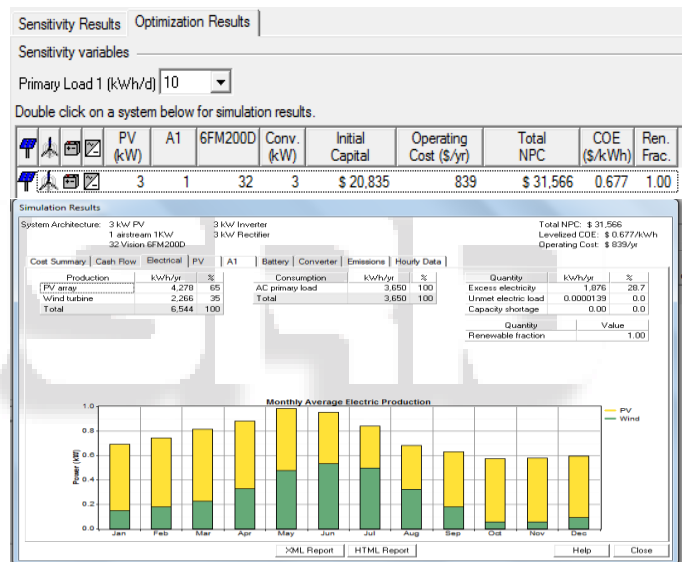 Sensitivity Results Optimization Results
Sensitivity variables
Primary Load 1 (kWh/d) 10
Double click on a system below for simulation results.
PV (kW) A1 6FM200D Conv. (kW) Initial Capital Operating Cost ($/yr) Total NPC COE ($/kWh) Ren. Frac.
3 1 32 3 $ 20,835 839 $ 31,566 0.677 1.00
Simulation Results
System Architecture: 3 kW PV 3 kW Inverter Total NPC: $ 31,566
1 airstream 1KW 3 kW Rectifier Levelized COE: $ 0.677/kWh
32 Vision 6FM200D Operating Cost: $ 839/yr
Cost Summary Cash Flow Electrical PV A1 Battery Converter Emissions Hourly Data
Production kWh/yr % Consumption kWh/yr % Quantity kWh/yr %
PV array 4,278 65 AC primary load 3,650 100 Excess electricity 1,876 28.7
Wind turbine 2,266 35 Total 3,650 100 Unmet electric load 0.0000139 0.0
Total 6,544 100 Capacity shortage 0.00 0.0
Quantity Value
Renewable fraction 1.00
Monthly Average Electric Production
Power (kW)
1.0
0.8
0.6
0.4
0.2
0.0
Jan Feb Mar Apr May Jun Jul Aug Sep Oct Nov Dec
PV
Wind
XML Report HTML Report Help Close